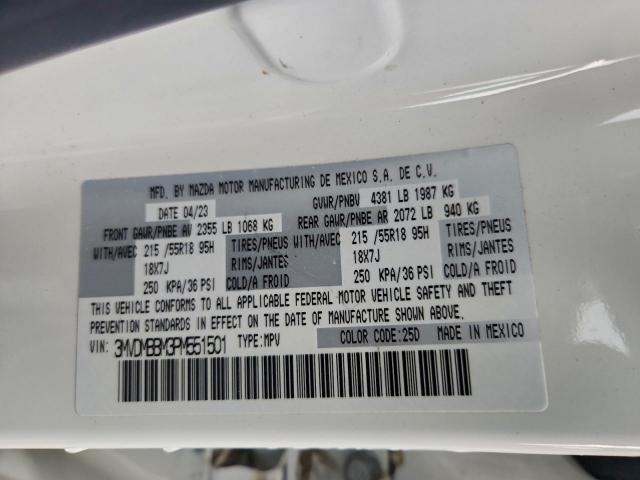 MFD. BY MAZDA MOTOR MANUFACTURING DE MEXICO S.A. DE C.V.
DATE 04/23 GVWR/PNBV 4381 LB 1987 KG
FRONT GAWR/PNBE AV 2355 LB 1068 KG REAR GAWR/PNBE AR 2072 LB 940 KG
WITH/AVEC 215 /55R18 95H TIRES/PNEUS WITH/AVEC 215 /55R18 95H TIRES/PNEUS
18X7J RIMS/JANTES 18X7J RIMS/JANTES
250 KPA/36 PSI COLD/A FROID 250 KPA/36 PSI COLD/A FROID
THIS VEHICLE CONFORMS TO ALL APPLICABLE FEDERAL MOTOR VEHICLE SAFETY AND THEFT
PREVENTION STANDARDS IN EFFECT ON THE DATE OF MANUFACTURE SHOWN ABOVE.
VIN: 3MVDMBBM3PM551501 TYPE:MPV COLOR CODE:25D MADE IN MEXICO